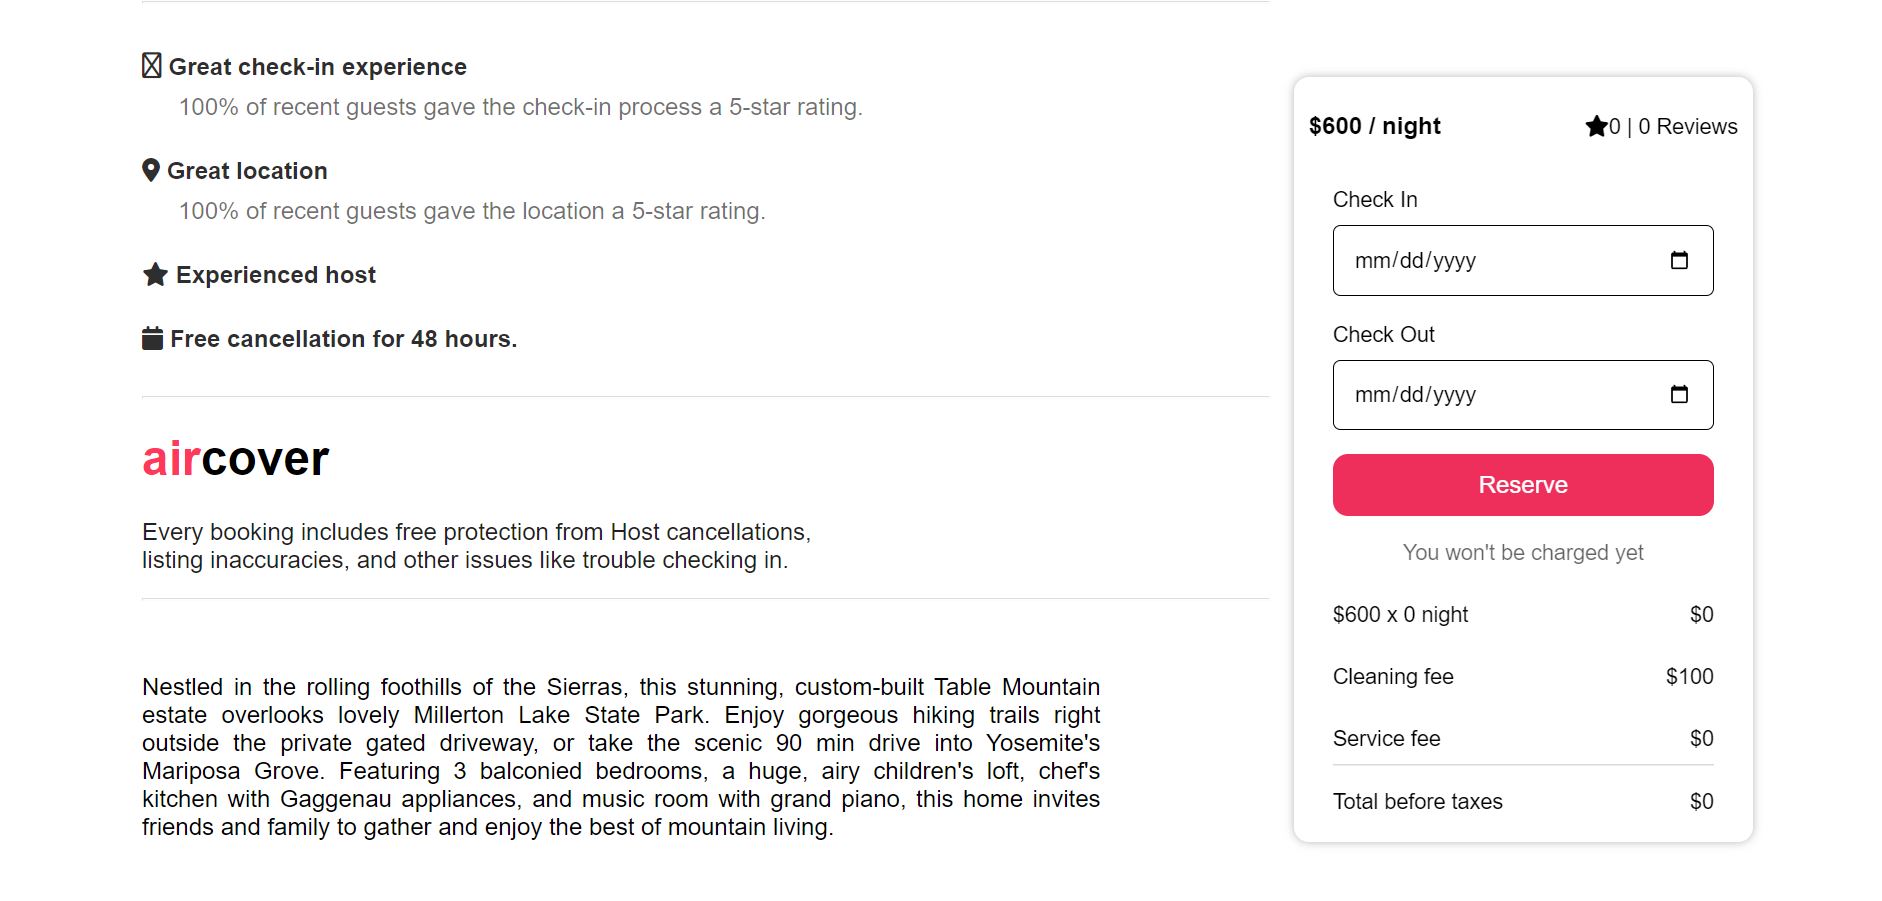 Great check-in experience
100% of recent guests gave the check-in process a 5-star rating.
Great location
100% of recent guests gave the location a 5-star rating.
Experienced host
Free cancellation for 48 hours.
aircover
Every booking includes free protection from Host cancellations,
listing inaccuracies, and other issues like trouble checking in.
Nestled in the rolling foothills of the Sierras, this stunning, custom-built Table Mountain
estate overlooks lovely Millerton Lake State Park. Enjoy gorgeous hiking trails right
outside the private gated driveway, or take the scenic 90 min drive into Yosemite's
Mariposa Grove. Featuring 3 balconied bedrooms, a huge, airy children's loft, chef's
kitchen with Gaggenau appliances, and music room with grand piano, this home invites
friends and family to gather and enjoy the best of mountain living.
$600 / night 0 | 0 Reviews
Check In
mm/dd/yyyy
Check Out
mm/dd/yyyy
Reserve
You won't be charged yet
$600 x 0 night $0
Cleaning fee $100
Service fee $0
Total before taxes $0